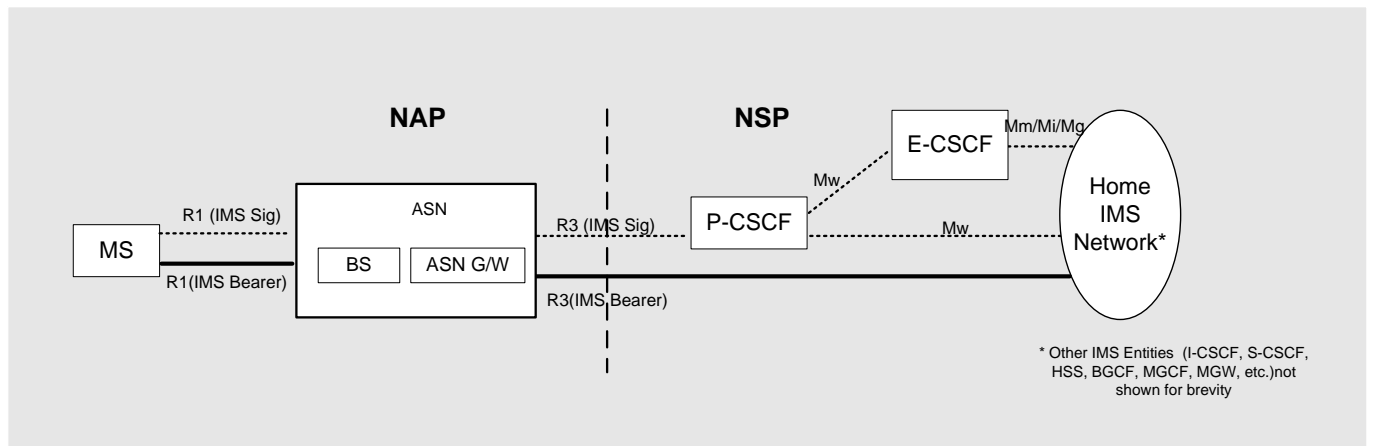 NAP
NSP
E-CSCF
Mm/Mi/Mg
Mw
Home
IMS
Network*
R1 (IMS Sig)
ASN
R3 (IMS Sig)
P-CSCF
Mw
MS
BS
ASN G/W
R1(IMS Bearer)
R3(IMS Bearer)
* Other IMS Entities (I-CSCF, S-CSCF,
HSS, BGCF, MGCF, MGW, etc.)not
shown for brevity